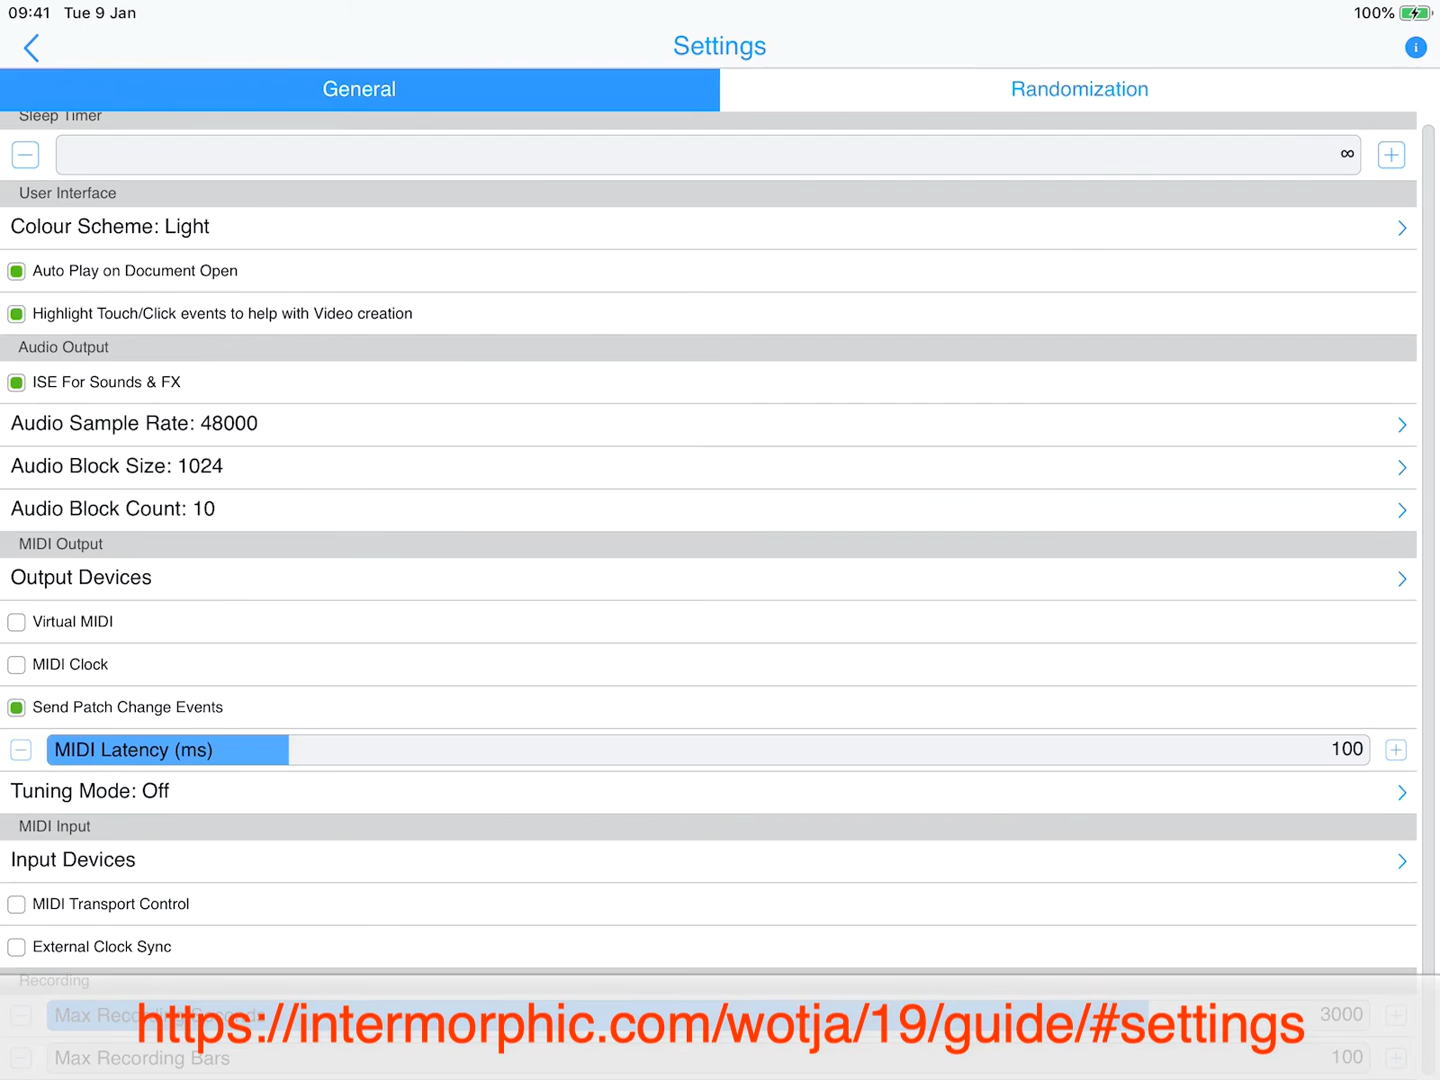 09:41 Tue 9 Jan 100%
Settings
General Randomization
Sleep Timer
∞
User Interface
Colour Scheme: Light
Auto Play on Document Open
Highlight Touch/Click events to help with Video creation
Audio Output
ISE For Sounds & FX
Audio Sample Rate: 48000
Audio Block Size: 1024
Audio Block Count: 10
MIDI Output
Output Devices
Virtual MIDI
MIDI Clock
Send Patch Change Events
MIDI Latency (ms) 100
Tuning Mode: Off
MIDI Input
Input Devices
MIDI Transport Control
External Clock Sync
Recording
Max Recording Seconds 3000
https://intermorphic.com/wotja/19/guide/#settings
Max Recording Bars 100